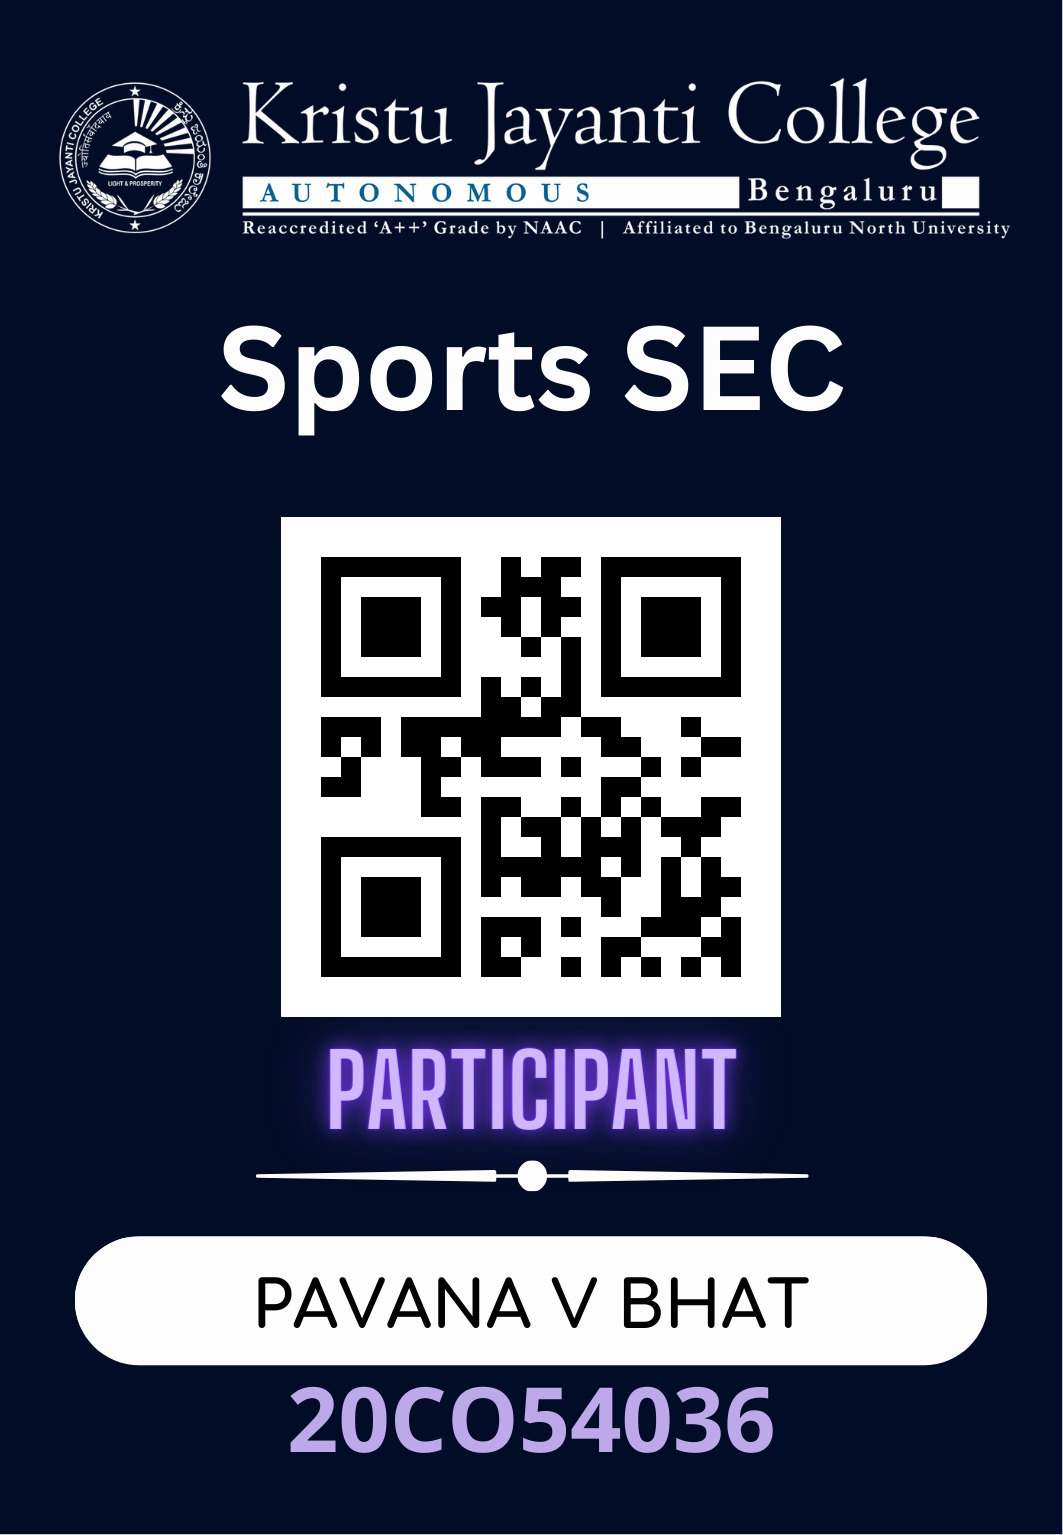 KRISTU JAYANTI COLLEGE
ಕ್ರಿಸ್ತು ಜಯಂತಿ ಕಾಲೇಜು
LIGHT & PROSPERITY
Kristu Jayanti College
AUTONOMOUS Bengaluru
Reaccredited ‘A++’ Grade by NAAC | Affiliated to Bengaluru North University
Sports SEC
PARTICIPANT
PAVANA V BHAT
20CO54036